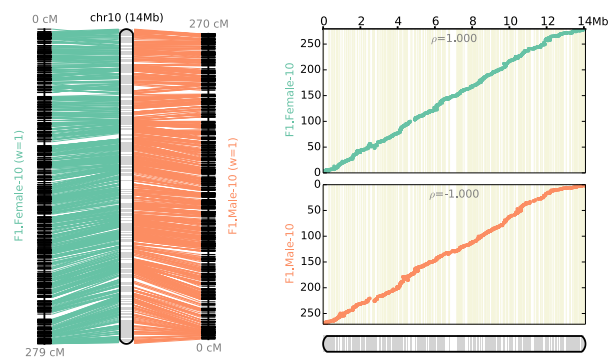 0 cM
chr10 (14Mb)
270 cM
F1.Female-10 (w=1)
F1.Male-10 (w=1)
279 cM
0 cM
0 2 4 6 8 10 12 14Mb
ρ=1.000
F1.Female-10
250
200
150
100
50
0
ρ=-1.000
F1.Male-10
0
50
100
150
200
250